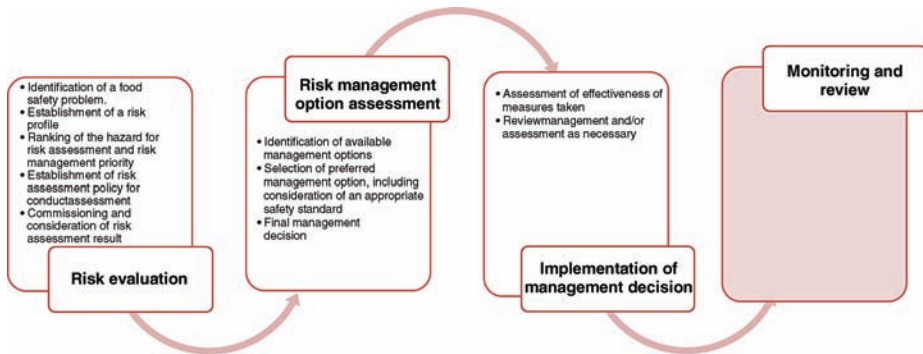 • Identification of a food
safety problem.
• Establishment of a risk
profile
• Ranking of the hazard for
risk assessment and risk
management priority
• Establishment of risk
assessment policy for
conductassessment
• Commissioning and
consideration of risk
assessment result
Risk evaluation
Risk management
option assessment
• Identification of available
management options
• Selection of preferred
management option, including
consideration of an appropriate
safety standard
• Final management
decision
• Assessment of effectiveness of
measures taken
• Reviewmanagement and/or
assessment as necessary
Implementation of
management decision
Monitoring and
review